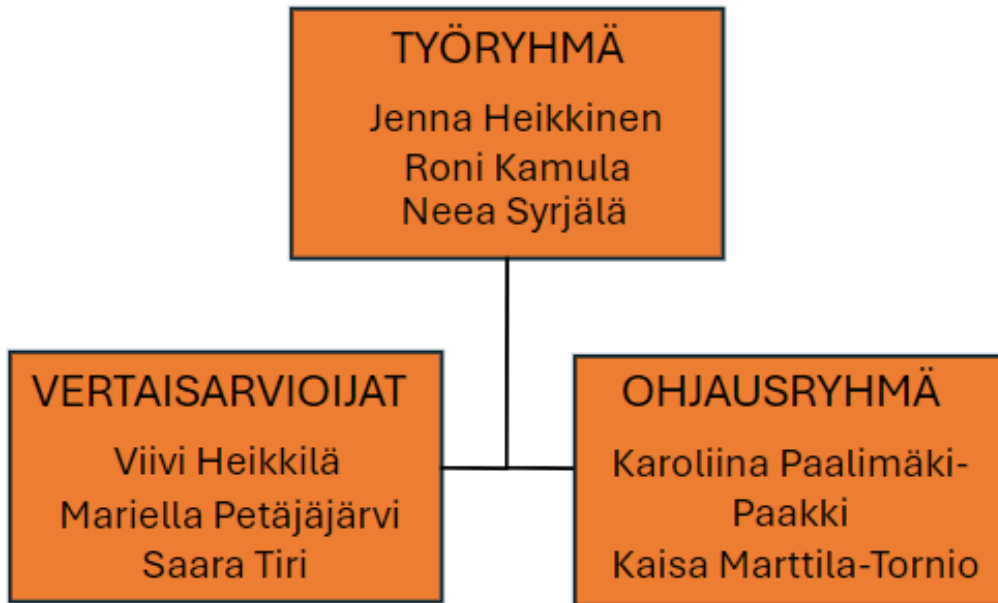 TYÖRYHMÄ
Jenna Heikkinen
Roni Kamula
Neea Syrjälä
VERTAISARVIOIJAT
Viivi Heikkilä
Mariella Petäjäjärvi
Saara Tiri
OHJAUSRYHMÄ
Karoliina Paalimäki-
Paakki
Kaisa Marttila-Tornio